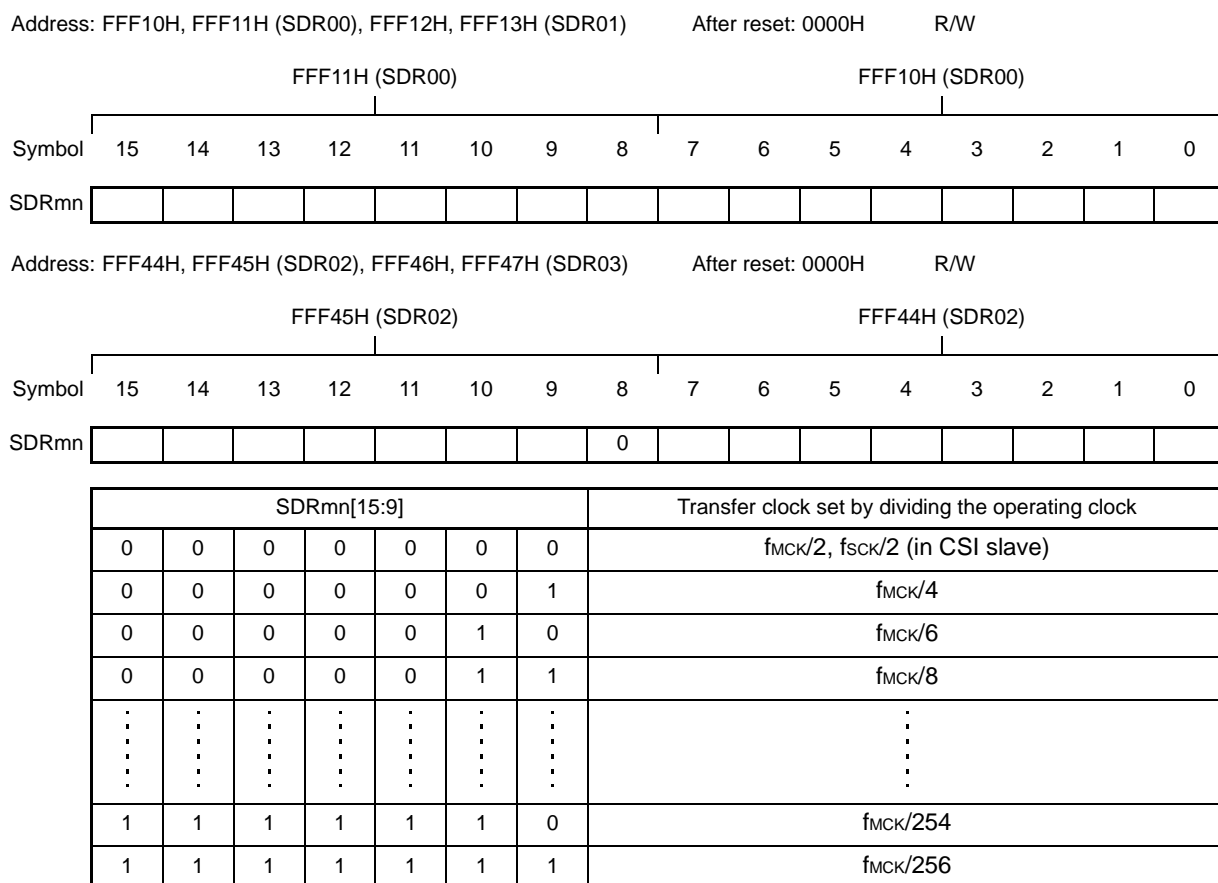 Address: FFF10H, FFF11H (SDR00), FFF12H, FFF13H (SDR01) After reset: 0000H R/W
FFF11H (SDR00) FFF10H (SDR00)
Symbol 15 14 13 12 11 10 9 8 7 6 5 4 3 2 1 0
SDRmn
Address: FFF44H, FFF45H (SDR02), FFF46H, FFF47H (SDR03) After reset: 0000H R/W
FFF45H (SDR02) FFF44H (SDR02)
Symbol 15 14 13 12 11 10 9 8 7 6 5 4 3 2 1 0
SDRmn 0
SDRmn[15:9] Transfer clock set by dividing the operating clock
0 0 0 0 0 0 0 fMCK/2, fSCK/2 (in CSI slave)
0 0 0 0 0 0 1 fMCK/4
0 0 0 0 0 1 0 fMCK/6
0 0 0 0 0 1 1 fMCK/8
1 1 1 1 1 1 0 fMCK/254
1 1 1 1 1 1 1 fMCK/256